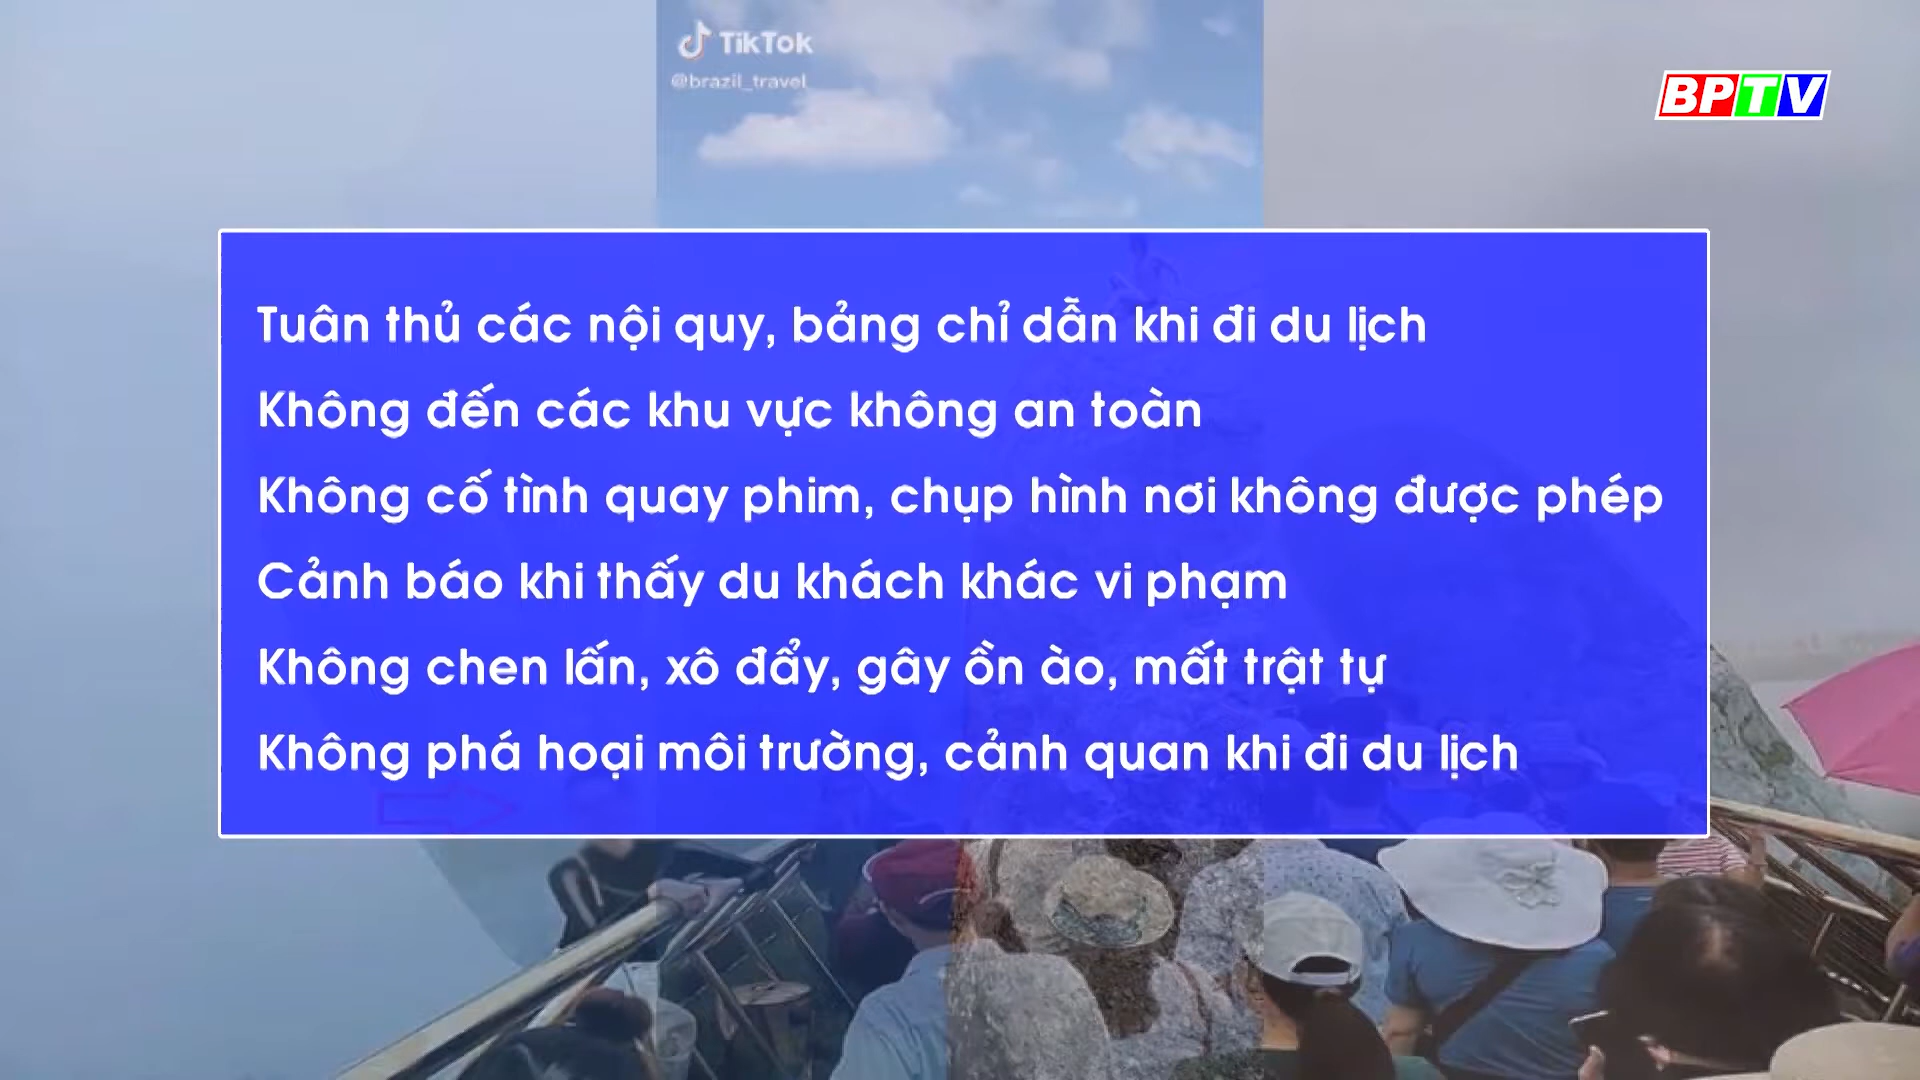 TikTok
@brazil_travel
BPTV
Tuân thủ các nội quy, bảng chỉ dẫn khi đi du lịch
Không đến các khu vực không an toàn
Không cố tình quay phim, chụp hình nơi không được phép
Cảnh báo khi thấy du khách khác vi phạm
Không chen lấn, xô đẩy, gây ồn ào, mất trật tự
Không phá hoại môi trường, cảnh quan khi đi du lịch